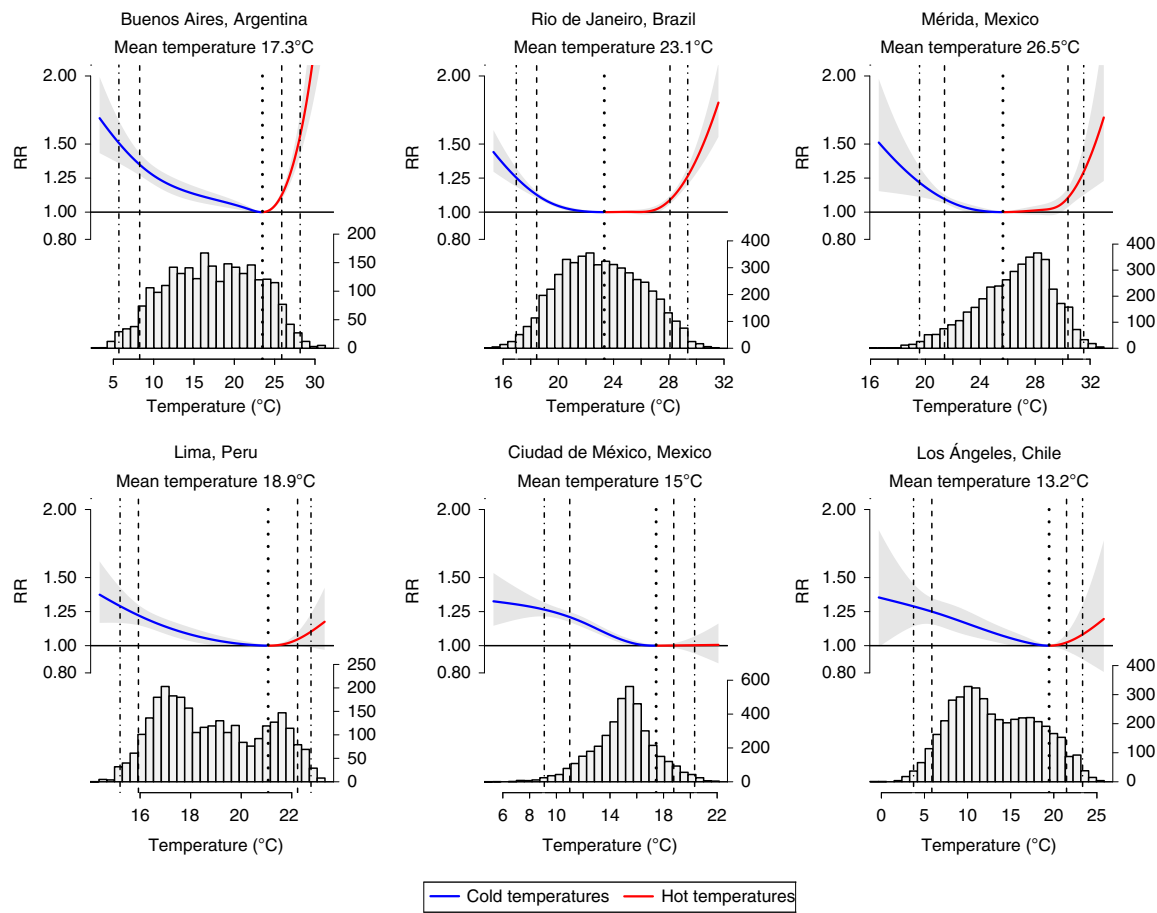 Buenos Aires, Argentina
Mean temperature 17.3°C
2.00
1.50
1.25
1.00
0.80
RR
200
150
100
50
0
5 10 15 20 25 30
Temperature (°C)
Rio de Janeiro, Brazil
Mean temperature 23.1°C
2.00
1.50
1.25
1.00
0.80
RR
400
300
200
100
0
16 20 24 28 32
Temperature (°C)
Mérida, Mexico
Mean temperature 26.5°C
2.00
1.50
1.25
1.00
0.80
RR
400
300
200
100
0
16 20 24 28 32
Temperature (°C)
Lima, Peru
Mean temperature 18.9°C
2.00
1.50
1.25
1.00
0.80
RR
250
200
150
100
50
0
16 18 20 21 22
Temperature (°C)
Ciudad de México, Mexico
Mean temperature 15°C
2.00
1.50
1.25
1.00
0.80
RR
600
400
200
0
6 8 10 14 18 22
Temperature (°C)
Los Ángeles, Chile
Mean temperature 13.2°C
2.00
1.50
1.25
1.00
0.80
RR
400
300
200
100
0
0 5 10 15 20 25
Temperature (°C)
Cold temperatures Hot temperatures